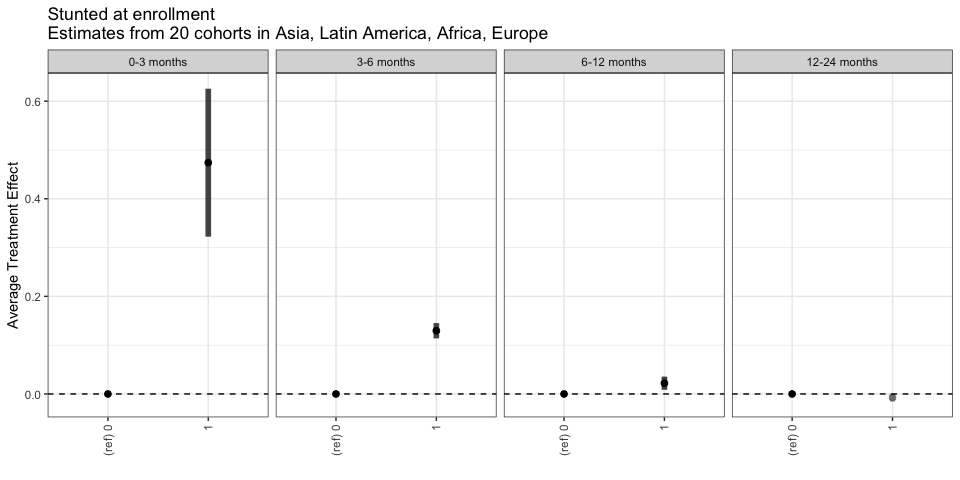 Stunted at enrollment
Estimates from 20 cohorts in Asia, Latin America, Africa, Europe
0-3 months
3-6 months
6-12 months
12-24 months
Average Treatment Effect
0.6
0.4
0.2
0.0
(ref) 0
1
(ref) 0
1
(ref) 0
1
(ref) 0
1